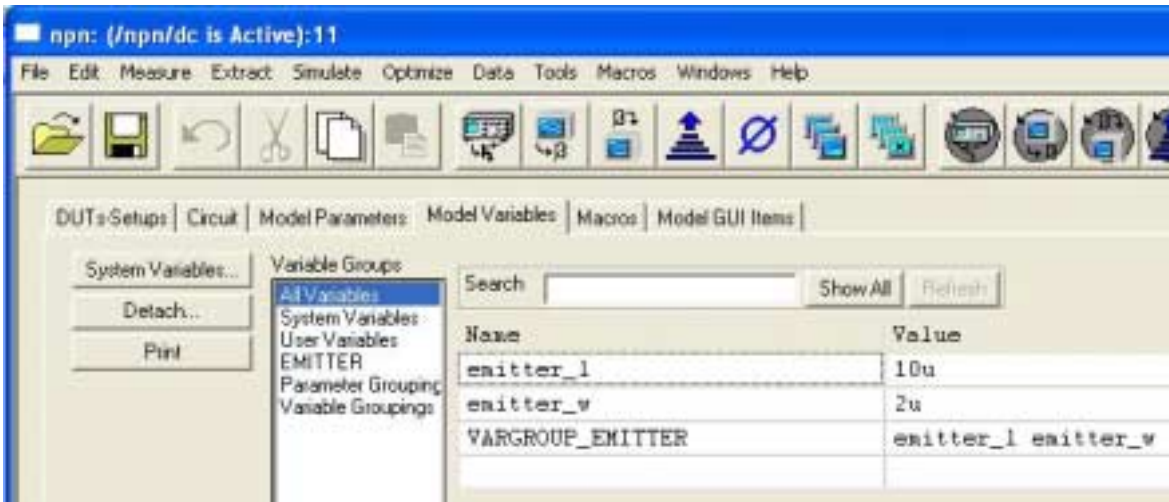 npn: (/npn/dc is Active):11
File Edit Measure Extract Simulate Optimize Data Tools Macros Windows Help
DUTs-Setups Circuit Model Parameters Model Variables Macros Model GUI Items
System Variables...
Detach...
Print
Variable Groups
All Variables
System Variables
User Variables
EMITTER
Parameter Grouping
Variable Groupings
Search Show All Refresh
Name Value
emitter_l 10u
emitter_w 2u
VARGROUP_EMITTER emitter_l emitter_w